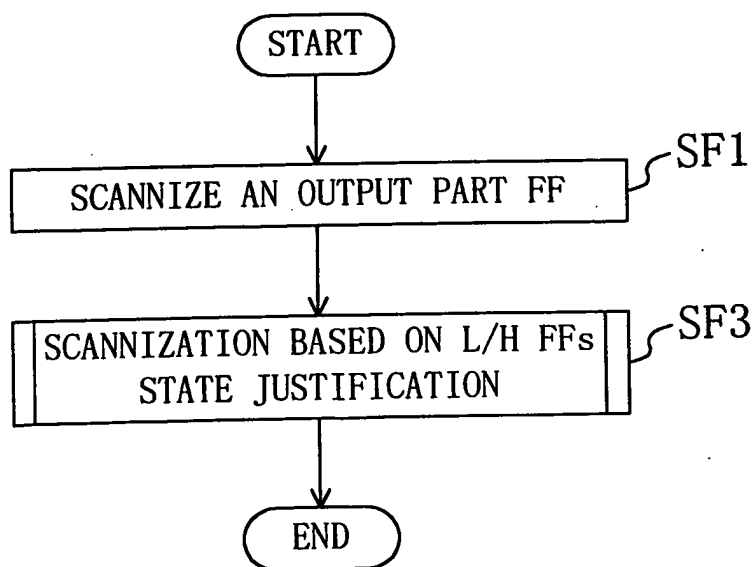 START
SCANNIZE AN OUTPUT PART FF
SF1
SCANNIZATION BASED ON L/H FFs
STATE JUSTIFICATION
SF3
END